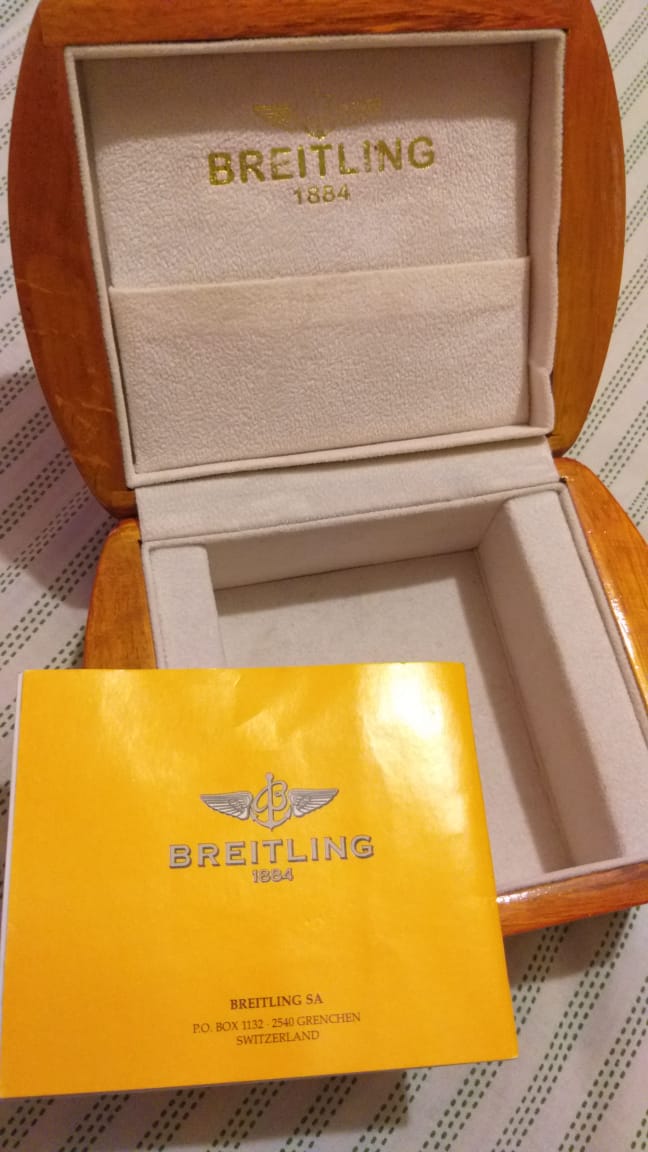 BREITLING
1884
BREITLING
1884
BREITLING SA
P.O. BOX 1132 - 2540 GRENCHEN
SWITZERLAND